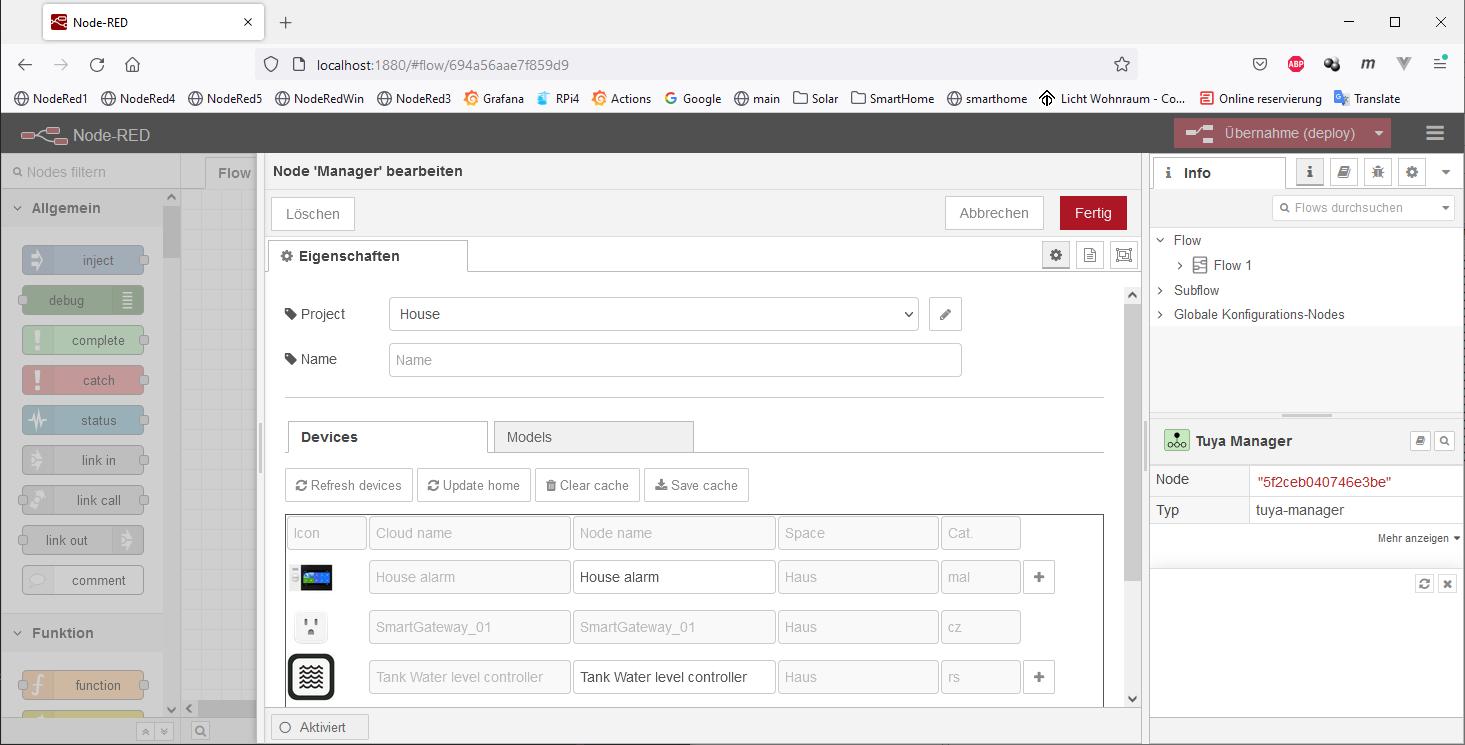 Node-RED
localhost:1880/#flow/694a56aae7f859d9
ABP
m
NodeRed1 NodeRed4 NodeRed5 NodeRedWin NodeRed3 Grafana RPi4 Actions Google main Solar SmartHome smarthome Licht Wohnraum - Co... Online reservierung Translate
Node-RED
Übernahme (deploy)
Nodes filtern
Flow
Allgemein
inject
debug
complete
catch
status
link in
link call
link out
comment
Funktion
function
Node 'Manager' bearbeiten
Löschen
Abbrechen
Fertig
Eigenschaften
Project
House
Name
Name
Devices
Models
Refresh devices
Update home
Clear cache
Save cache
Icon Cloud name Node name Space Cat.
House alarm House alarm Haus mal
SmartGateway_01 SmartGateway_01 Haus cz
Tank Water level controller Tank Water level controller Haus rs
Aktiviert
Info
Flows durchsuchen
Flow
Flow 1
Subflow
Globale Konfigurations-Nodes
Tuya Manager
Node "5f2ceb040746e3be"
Typ tuya-manager
Mehr anzeigen